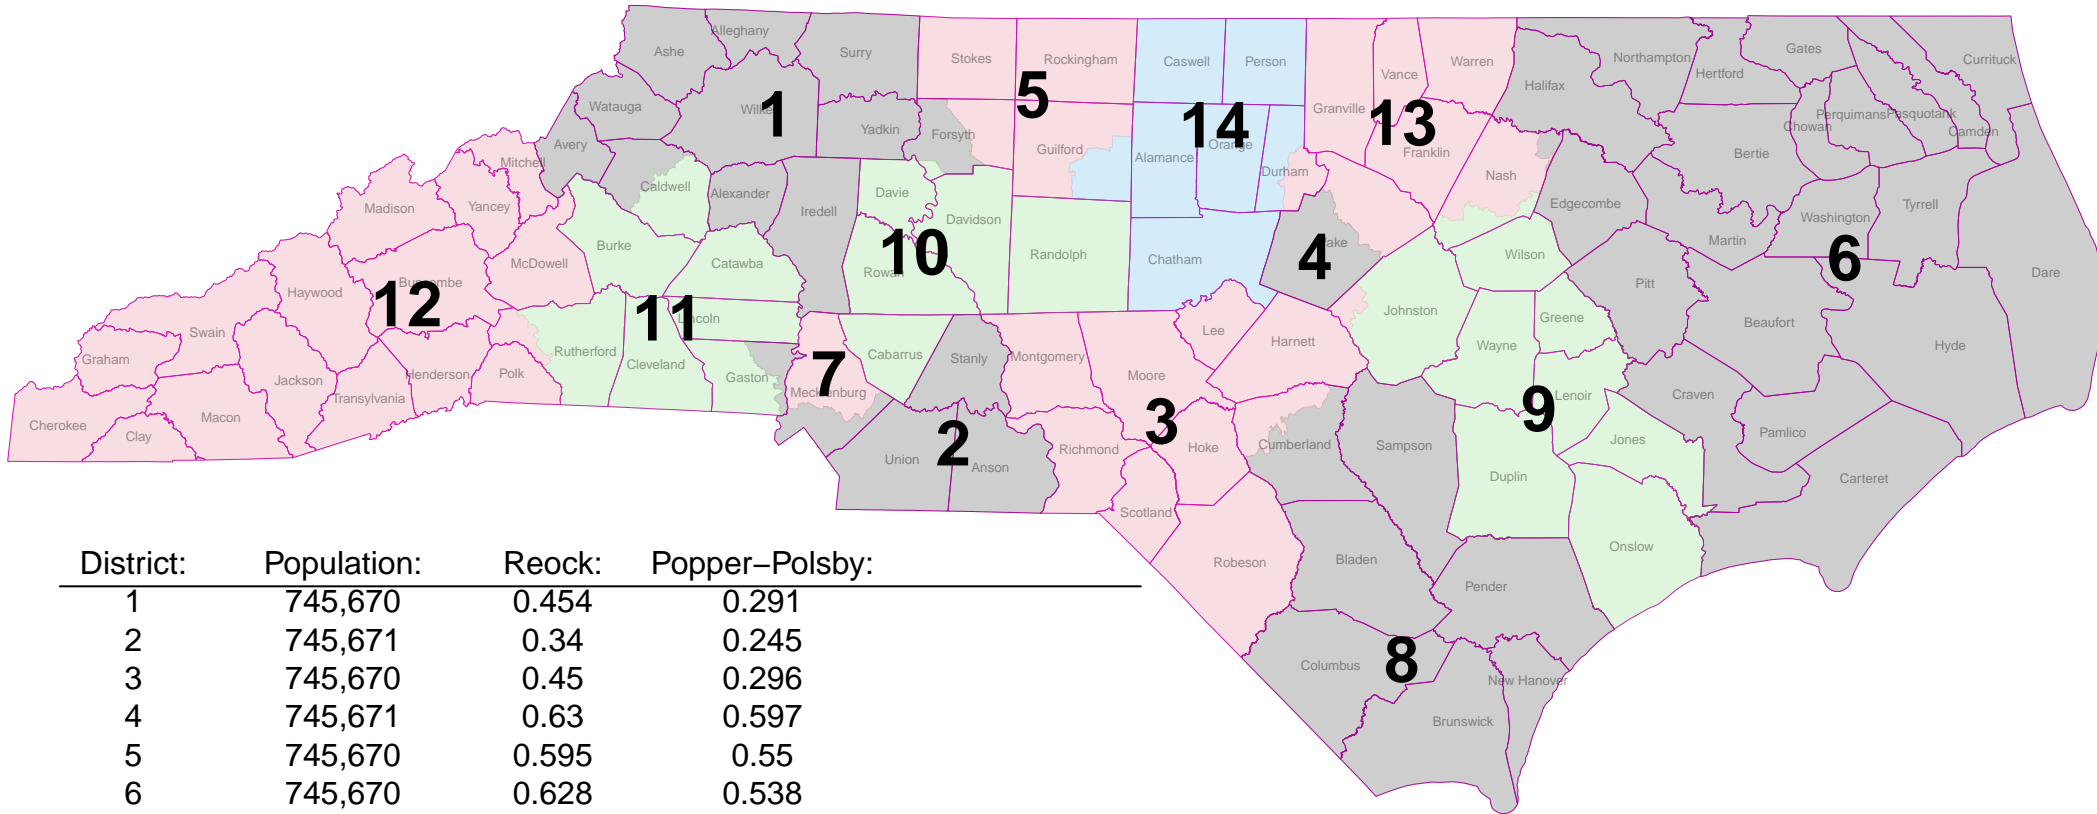 Ashe
Alleghany
Surry
Stokes
Rockingham
Caswell
Person
Granville
Vance
Warren
Halifax
Northampton
Hertford
Gates
Currituck
Watauga
Wilkes
1
Yadkin
Forsyth
5
Guilford
14
Alamance
Orange
Durham
13
Franklin
Nash
Edgecombe
Bertie
Chowan
Perquimans
Pasquotank
Camden
Avery
Mitchell
Caldwell
Alexander
Iredell
Davie
Davidson
Madison
Yancey
Burke
McDowell
Catawba
10
Rowan
Randolph
Chatham
4
Wake
Wilson
Martin
Washington
Tyrrell
6
Dare
Haywood
Buncombe
12
11
Lincoln
Swain
Graham
Rutherford
Cleveland
Gaston
7
Mecklenburg
Cabarrus
Stanly
Montgomery
Moore
Lee
Harnett
Johnston
Wayne
Greene
Pitt
Beaufort
Hyde
Jackson
Henderson
Polk
Transylvania
Macon
Cherokee
Clay
Union
2
Anson
Richmond
3
Hoke
Cumberland
Sampson
9
Lenoir
Craven
Jones
Pamlico
Carteret
Duplin
Onslow
Scotland
Robeson
Bladen
Pender
Columbus
8
New Hanover
Brunswick
District: Population: Reock: Popper–Polsby:
1 745,670 0.454 0.291
2 745,671 0.34 0.245
3 745,670 0.45 0.296
4 745,671 0.63 0.597
5 745,670 0.595 0.55
6 745,670 0.628 0.538